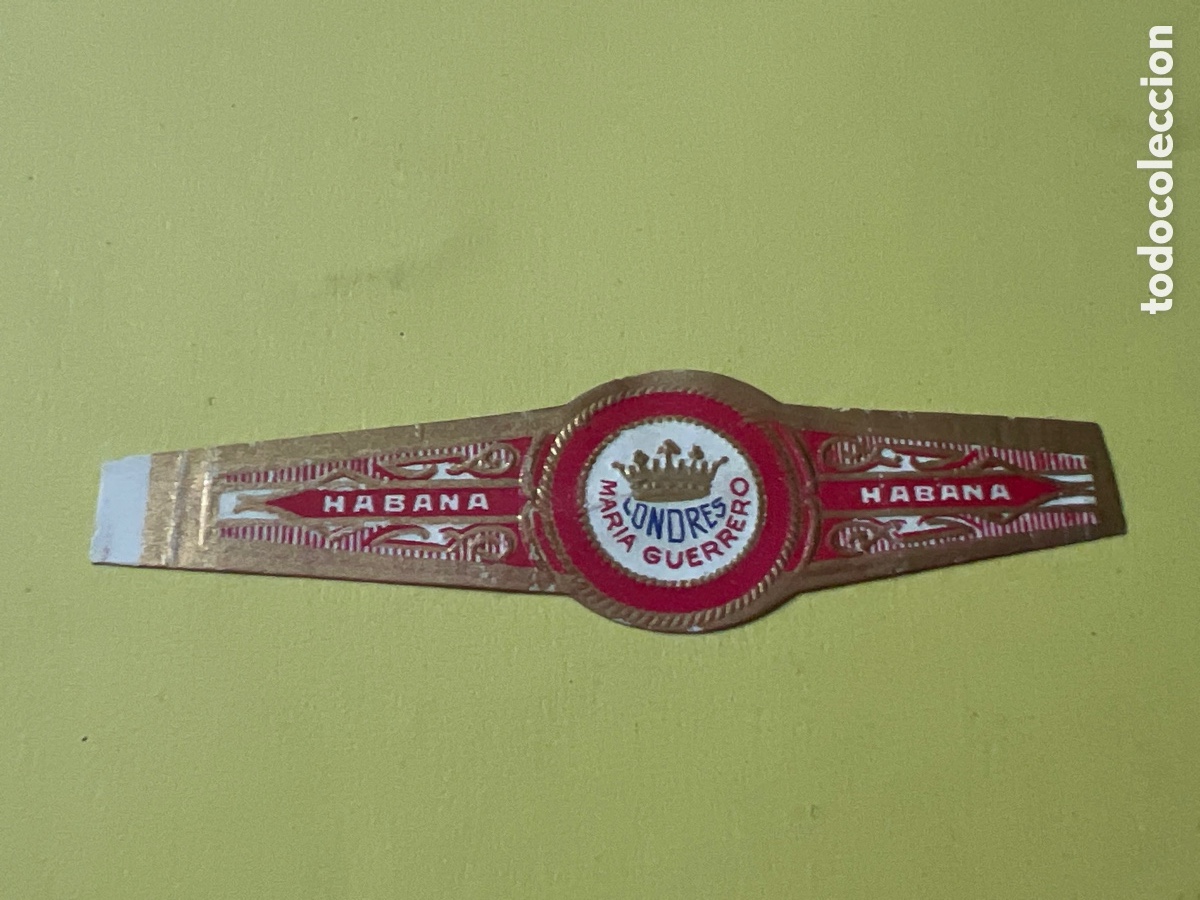 HABANA
LONDRES
MARIA GUERRERO
HABANA
todocoleccion